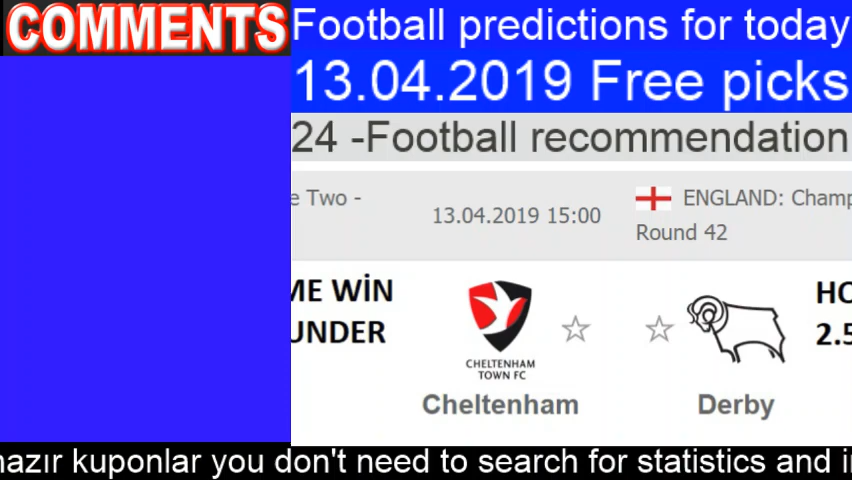 COMMENTS
Football predictions for today
13.04.2019 Free picks
24 -Football recommendation
e Two -
13.04.2019 15:00
ENGLAND: Champ
Round 42
ME WİN
UNDER
CHELTENHAM
TOWN FC
Cheltenham
Derby
HO
2.5
hazır kuponlar you don't need to search for statistics and i